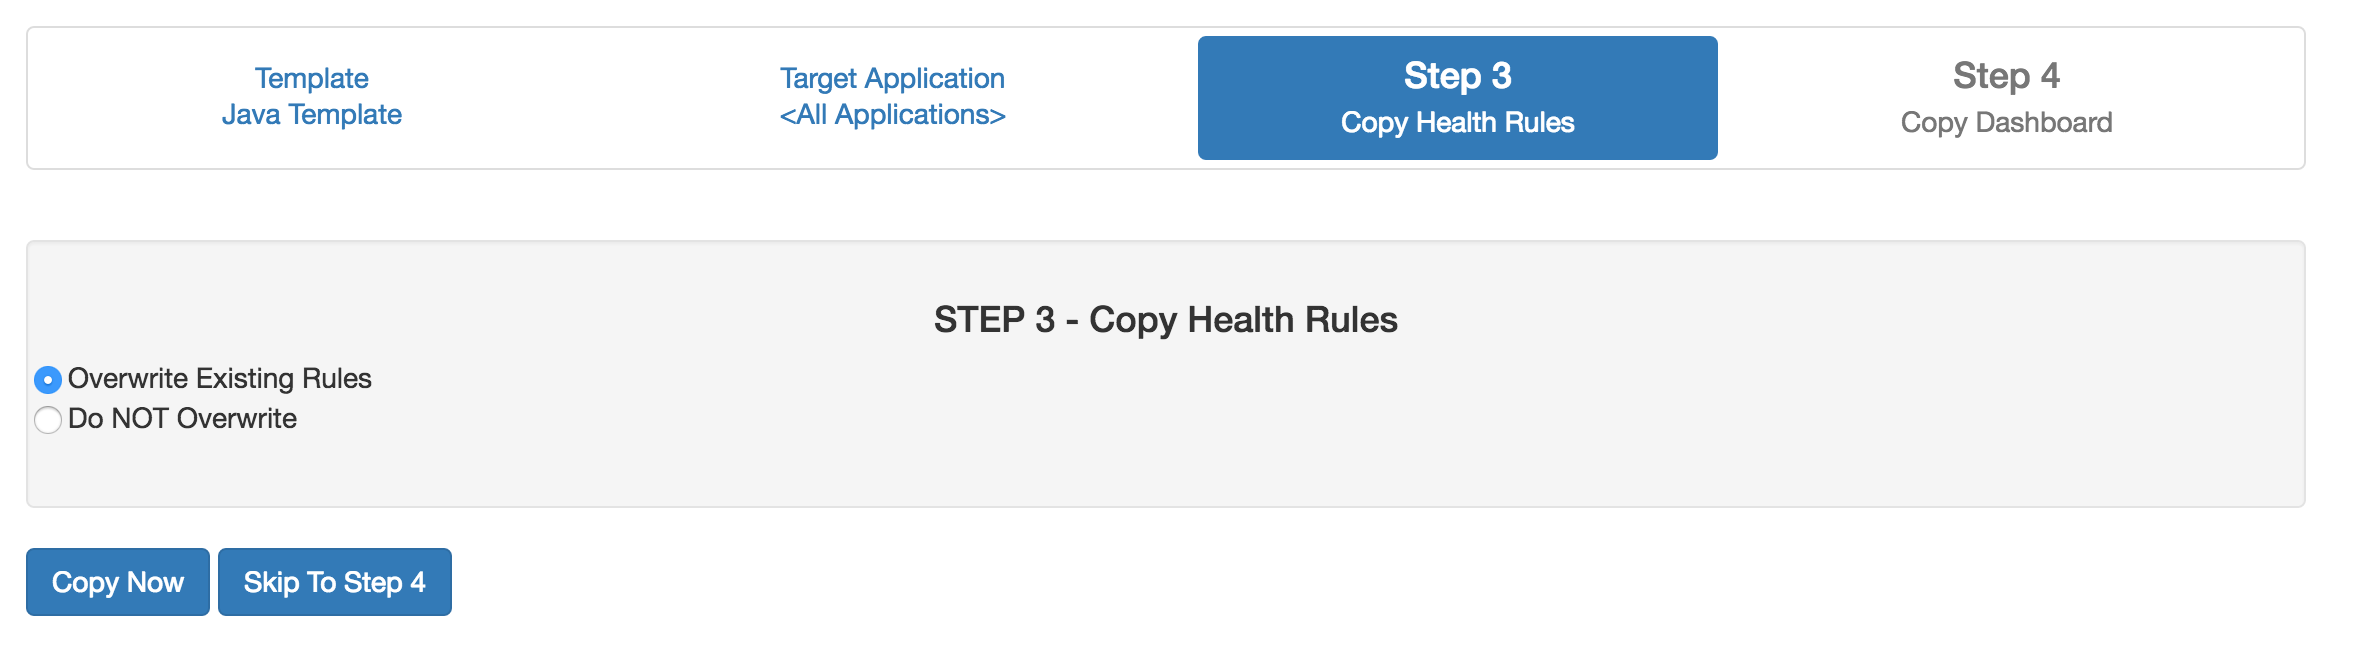 Template
Java Template
Target Application
<All Applications>
Step 3
Copy Health Rules
Step 4
Copy Dashboard
STEP 3 - Copy Health Rules
Overwrite Existing Rules
Do NOT Overwrite
Copy Now
Skip To Step 4